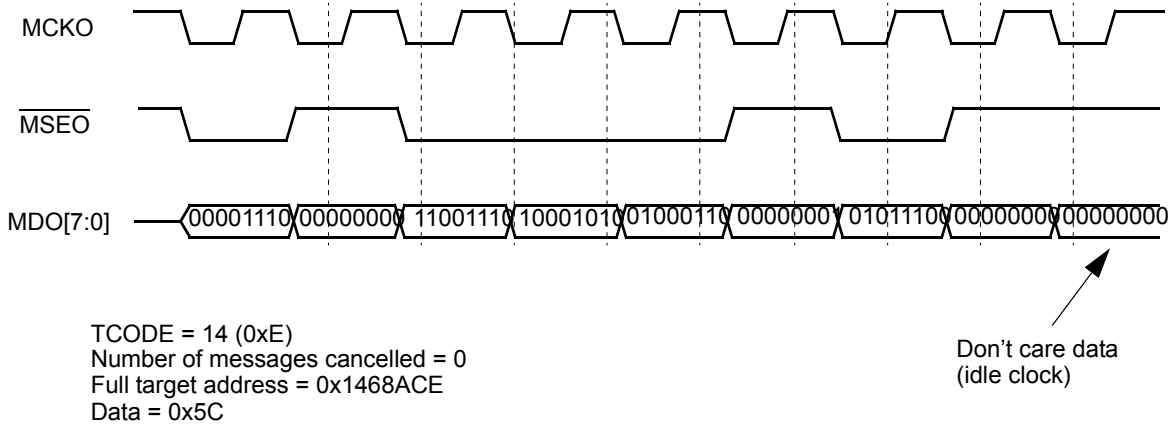 MCKO
MSEO
MDO[7:0]
00001110 00000000 11001110 10001010 01000110 00000001 01011100 00000000 00000000
TCODE = 14 (0xE)
Number of messages cancelled = 0
Full target address = 0x1468ACE
Data = 0x5C
Don’t care data
(idle clock)